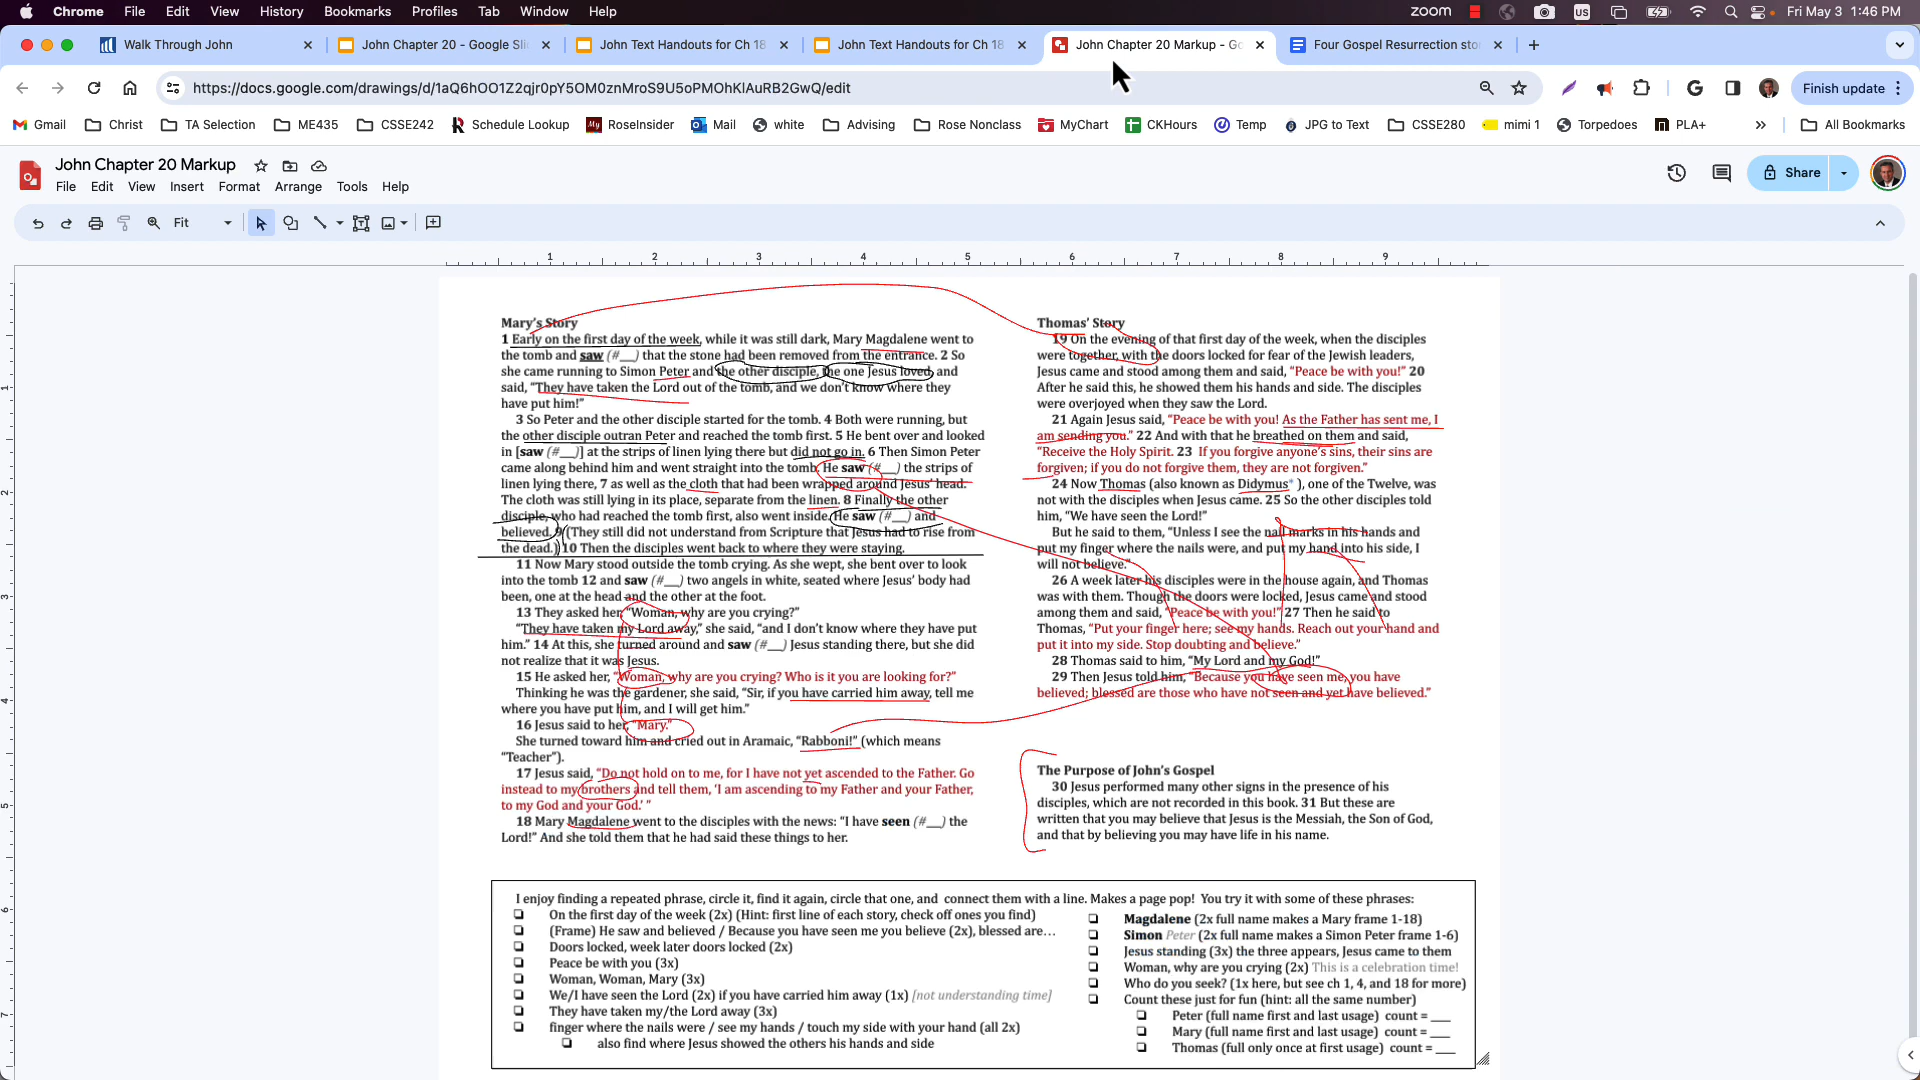 Chrome File Edit View History Bookmarks Profiles Tab Window Help
zoom US Fri May 3 1:46 PM
Walk Through John
John Chapter 20 - Google Sli
John Text Handouts for Ch 18
John Text Handouts for Ch 18
John Chapter 20 Markup - Go
Four Gospel Resurrection sto
https://docs.google.com/drawings/d/1aQ6hOO1Z2qjr0pY5OM0znMroS9U5oPMOhKlAuRB2GwQ/edit
Finish update
Gmail Christ TA Selection ME435 CSSE242 Schedule Lookup RoseInsider Mail white Advising Rose Nonclass MyChart CKHours Temp JPG to Text CSSE280 mimi 1 Torpedoes PLA+ » All Bookmarks
John Chapter 20 Markup
Share
File Edit View Insert Format Arrange Tools Help
Fit
1 2 3 4 5 6 7 8 9
Mary's Story
1 Early on the first day of the week, while it was still dark, Mary Magdalene went to
the tomb and saw (#__) that the stone had been removed from the entrance. 2 So
she came running to Simon Peter and the other disciple, the one Jesus loved, and
said, “They have taken the Lord out of the tomb, and we don't know where they
have put him!”
3 So Peter and the other disciple started for the tomb. 4 Both were running, but
the other disciple outran Peter and reached the tomb first. 5 He bent over and looked
in [saw (#__)] at the strips of linen lying there but did not go in. 6 Then Simon Peter
came along behind him and went straight into the tomb. He saw (#__) the strips of
linen lying there, 7 as well as the cloth that had been wrapped around Jesus' head.
The cloth was still lying in its place, separate from the linen. 8 Finally the other
disciple, who had reached the tomb first, also went inside. He saw (#__) and
believed. 9 (They still did not understand from Scripture that Jesus had to rise from
the dead.) 10 Then the disciples went back to where they were staying.
11 Now Mary stood outside the tomb crying. As she wept, she bent over to look
into the tomb 12 and saw (#__) two angels in white, seated where Jesus' body had
been, one at the head and the other at the foot.
13 They asked her, “Woman, why are you crying?”
“They have taken my Lord away,” she said, “and I don't know where they have put
him.” 14 At this, she turned around and saw (#__) Jesus standing there, but she did
not realize that it was Jesus.
15 He asked her, “Woman, why are you crying? Who is it you are looking for?”
Thinking he was the gardener, she said, “Sir, if you have carried him away, tell me
where you have put him, and I will get him.”
16 Jesus said to her, “Mary.”
She turned toward him and cried out in Aramaic, “Rabboni!” (which means
“Teacher”).
17 Jesus said, “Do not hold on to me, for I have not yet ascended to the Father. Go
instead to my brothers and tell them, ‘I am ascending to my Father and your Father,
to my God and your God.’ ”
18 Mary Magdalene went to the disciples with the news: “I have seen (#__) the
Lord!” And she told them that he had said these things to her.
Thomas' Story
19 On the evening of that first day of the week, when the disciples
were together, with the doors locked for fear of the Jewish leaders,
Jesus came and stood among them and said, “Peace be with you!” 20
After he said this, he showed them his hands and side. The disciples
were overjoyed when they saw the Lord.
21 Again Jesus said, “Peace be with you! As the Father has sent me, I
am sending you.” 22 And with that he breathed on them and said,
“Receive the Holy Spirit. 23 If you forgive anyone's sins, their sins are
forgiven; if you do not forgive them, they are not forgiven.”
24 Now Thomas (also known as Didymus* ), one of the Twelve, was
not with the disciples when Jesus came. 25 So the other disciples told
him, “We have seen the Lord!”
But he said to them, “Unless I see the nail marks in his hands and
put my finger where the nails were, and put my hand into his side, I
will not believe.”
26 A week later his disciples were in the house again, and Thomas
was with them. Though the doors were locked, Jesus came and stood
among them and said, “Peace be with you!” 27 Then he said to
Thomas, “Put your finger here; see my hands. Reach out your hand and
put it into my side. Stop doubting and believe.”
28 Thomas said to him, “My Lord and my God!”
29 Then Jesus told him, “Because you have seen me, you have
believed; blessed are those who have not seen and yet have believed.”
The Purpose of John's Gospel
30 Jesus performed many other signs in the presence of his
disciples, which are not recorded in this book. 31 But these are
written that you may believe that Jesus is the Messiah, the Son of God,
and that by believing you may have life in his name.
I enjoy finding a repeated phrase, circle it, find it again, circle that one, and connect them with a line. Makes a page pop! You try it with some of these phrases:
On the first day of the week (2x) (Hint: first line of each story, check off ones you find)
(Frame) He saw and believed / Because you have seen me you believe (2x), blessed are…
Doors locked, week later doors locked (2x)
Peace be with you (3x)
Woman, Woman, Mary (3x)
We/I have seen the Lord (2x) if you have carried him away (1x) [not understanding time]
They have taken my/the Lord away (3x)
finger where the nails were / see my hands / touch my side with your hand (all 2x)
also find where Jesus showed the others his hands and side
Magdalene (2x full name makes a Mary frame 1-18)
Simon Peter (2x full name makes a Simon Peter frame 1-6)
Jesus standing (3x) the three appears, Jesus came to them
Woman, why are you crying (2x) This is a celebration time!
Who do you seek? (1x here, but see ch 1, 4, and 18 for more)
Count these just for fun (hint: all the same number)
Peter (full name first and last usage) count = ___
Mary (full name first and last usage) count = ___
Thomas (full only once at first usage) count = ___
1
2
3
4
5
6
7